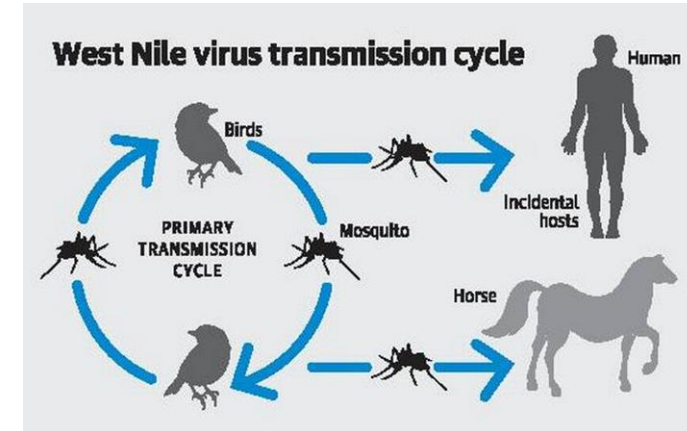 West Nile virus transmission cycle
Human
Birds
Incidental
hosts
PRIMARY
TRANSMISSION
CYCLE
Mosquito
Horse